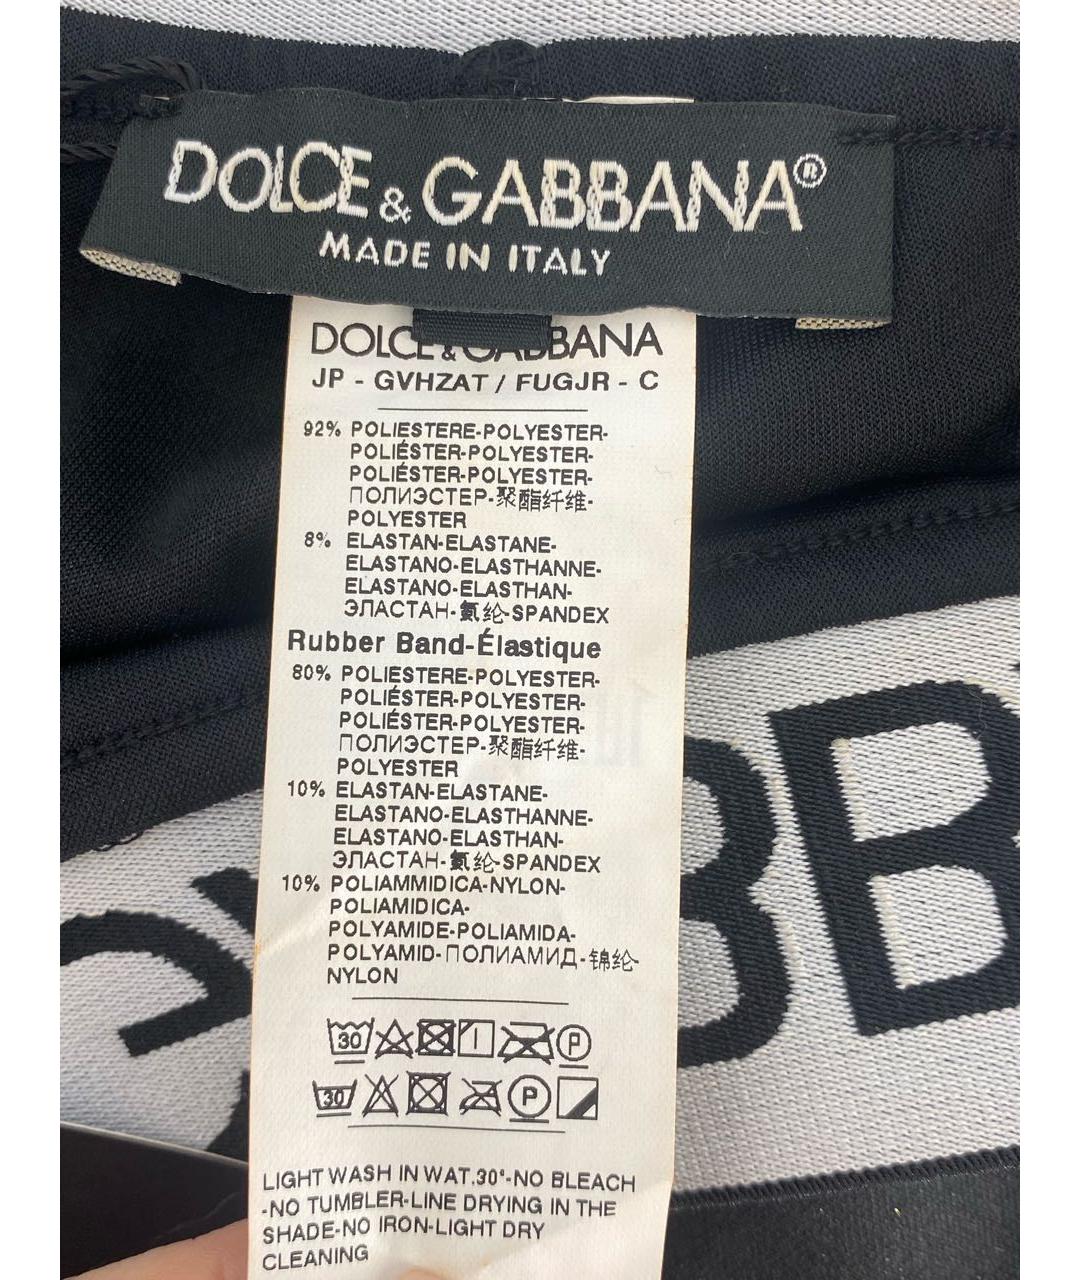 DOLCE & GABBANA®
MADE IN ITALY
DOLCE & GABBANA
JP - GVHZAT / FUGJR - C
92% POLIESTERE-POLYESTER-
POLIÉSTER-POLYESTER-
POLIÉSTER-POLYESTER-
ПОЛИЭСТЕР-聚酯纤维-
POLYESTER
8% ELASTAN-ELASTANE-
ELASTANO-ELASTHANNE-
ELASTANO-ELASTHAN-
ЭЛАСТАН-氨纶-SPANDEX
Rubber Band-Élastique
80% POLIESTERE-POLYESTER-
POLIÉSTER-POLYESTER-
POLIÉSTER-POLYESTER-
ПОЛИЭСТЕР-聚酯纤维-
POLYESTER
10% ELASTAN-ELASTANE-
ELASTANO-ELASTHANNE-
ELASTANO-ELASTHAN-
ЭЛАСТАН-氨纶-SPANDEX
10% POLIAMMIDICA-NYLON-
POLIAMIDICA-
POLYAMIDE-POLIAMIDA-
POLYAMID-ПОЛИАМИД-锦纶-
NYLON
30 P
30 P
LIGHT WASH IN WAT.30°-NO BLEACH
-NO TUMBLER-LINE DRYING IN THE
SHADE-NO IRON-LIGHT DRY
CLEANING
BB